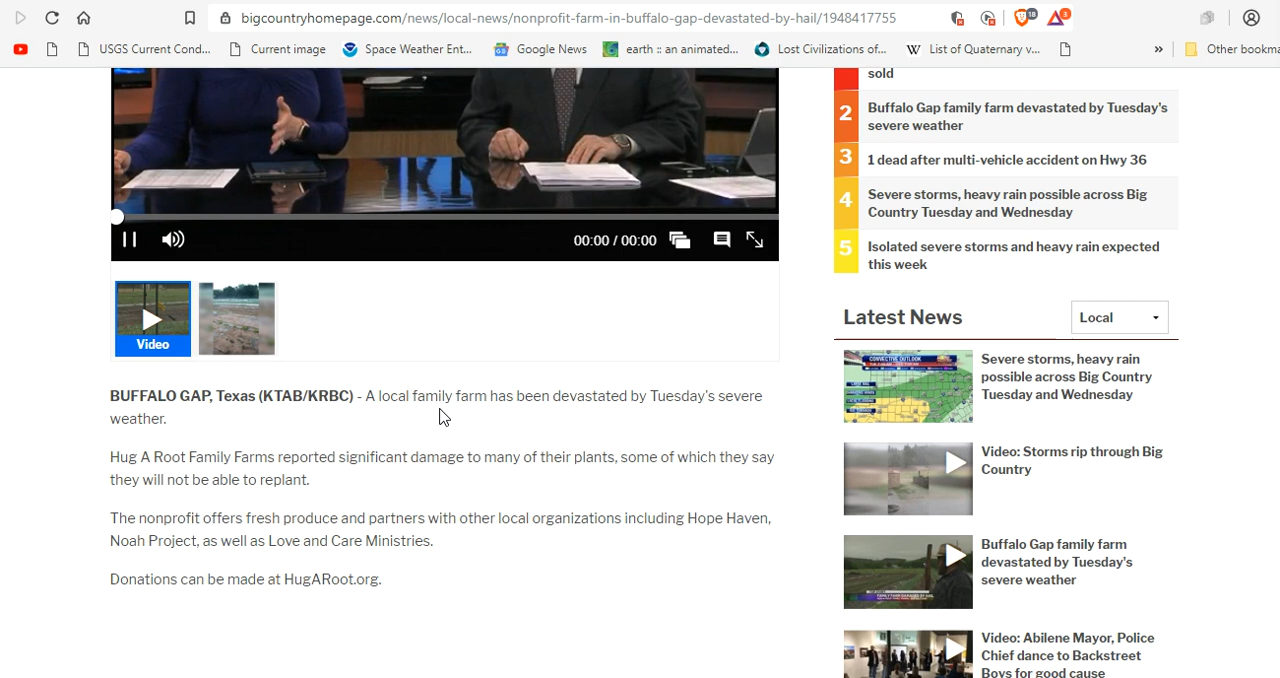 bigcountryhomepage.com/news/local-news/nonprofit-farm-in-buffalo-gap-devastated-by-hail/1948417755
18
3
USGS Current Cond...
Current image
Space Weather Ent...
Google News
earth :: an animated...
Lost Civilizations of...
W
List of Quaternary v...
»
Other bookma
00:00 / 00:00
Video
BUFFALO GAP, Texas (KTAB/KRBC) - A local family farm has been devastated by Tuesday's severe
weather.
Hug A Root Family Farms reported significant damage to many of their plants, some of which they say
they will not be able to replant.
The nonprofit offers fresh produce and partners with other local organizations including Hope Haven,
Noah Project, as well as Love and Care Ministries.
Donations can be made at HugARoot.org.
sold
2
Buffalo Gap family farm devastated by Tuesday's
severe weather
3
1 dead after multi-vehicle accident on Hwy 36
4
Severe storms, heavy rain possible across Big
Country Tuesday and Wednesday
5
Isolated severe storms and heavy rain expected
this week
Latest News
Local
CONVECTIVE OUTLOOK
Severe storms, heavy rain
possible across Big Country
Tuesday and Wednesday
Video: Storms rip through Big
Country
Buffalo Gap family farm
devastated by Tuesday's
severe weather
Video: Abilene Mayor, Police
Chief dance to Backstreet
Boys for good cause